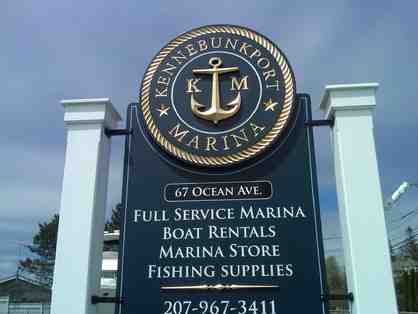 KENNEBUNKPORT
K M
MARINA
67 OCEAN AVE.
FULL SERVICE MARINA
BOAT RENTALS
MARINA STORE
FISHING SUPPLIES
207-967-3411